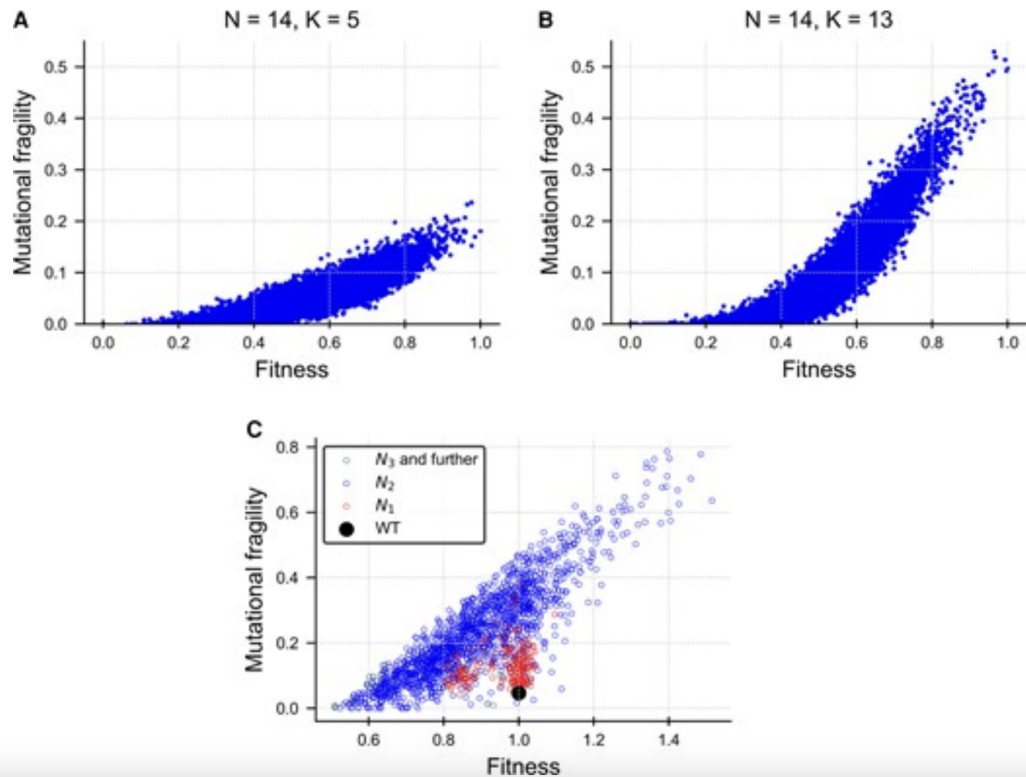 A
N = 14, K = 5
Mutational fragility
0.5
0.4
0.3
0.2
0.1
0.0
0.0 0.2 0.4 0.6 0.8 1.0
Fitness
B
N = 14, K = 13
Mutational fragility
0.5
0.4
0.3
0.2
0.1
0.0
0.0 0.2 0.4 0.6 0.8 1.0
Fitness
C
Mutational fragility
0.8
0.6
0.4
0.2
0.0
N₃ and further
N₂
N₁
WT
0.6 0.8 1.0 1.2 1.4
Fitness